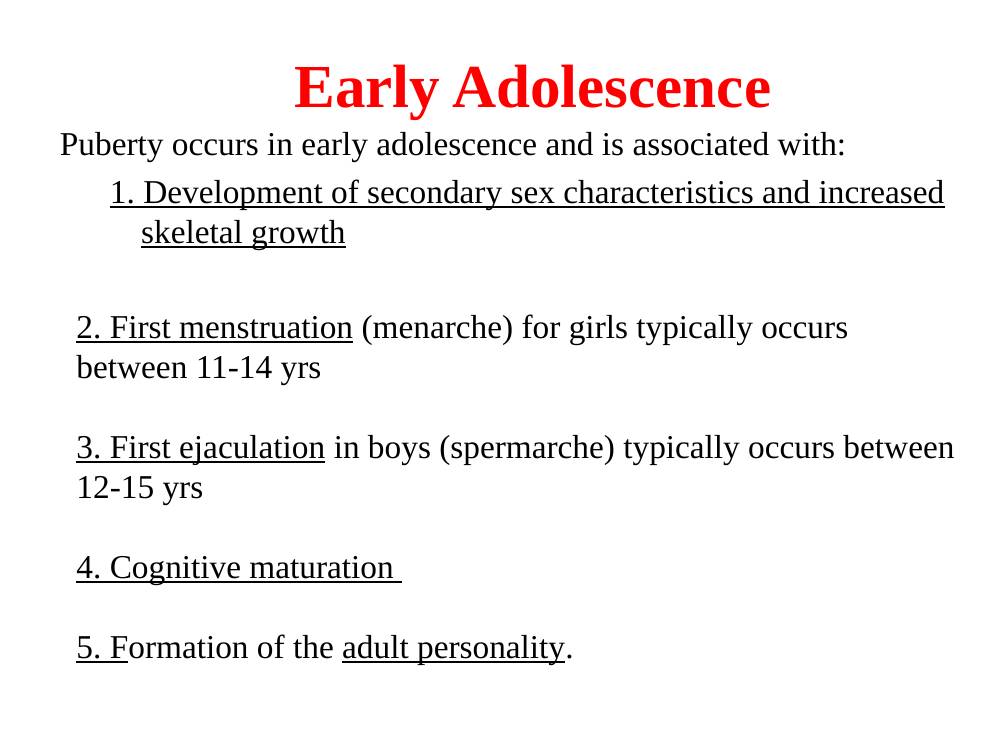 Early Adolescence
Puberty occurs in early adolescence and is associated with:
1. Development of secondary sex characteristics and increased
skeletal growth
2. First menstruation (menarche) for girls typically occurs
between 11-14 yrs
3. First ejaculation in boys (spermarche) typically occurs between
12-15 yrs
4. Cognitive maturation
5. Formation of the adult personality.